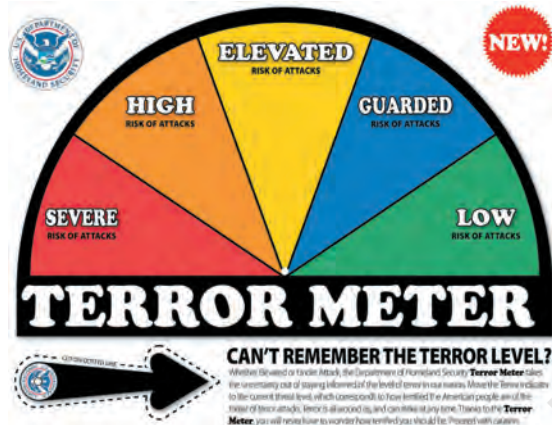 U.S. DEPARTMENT OF
HOMELAND SECURITY
NEW!
ELEVATED
RISK OF ATTACKS
HIGH
RISK OF ATTACKS
GUARDED
RISK OF ATTACKS
SEVERE
RISK OF ATTACKS
LOW
RISK OF ATTACKS
TERROR METER
CUT ON DOTTED LINE
CAN'T REMEMBER THE TERROR LEVEL?
Whether Elevated or Under Attack, the Department of Homeland Security Terror Meter takes
the uncertainty out of staying informed of the level of terror in our nation. Move the Terror Indicator
to the current threat level, which corresponds to how terrified the American people are of the
threat of terror attacks. Terror is all around us, and can strike at any time. Thanks to the Terror
Meter, you will never have to wonder how terrified you should be. Proceed with caution.